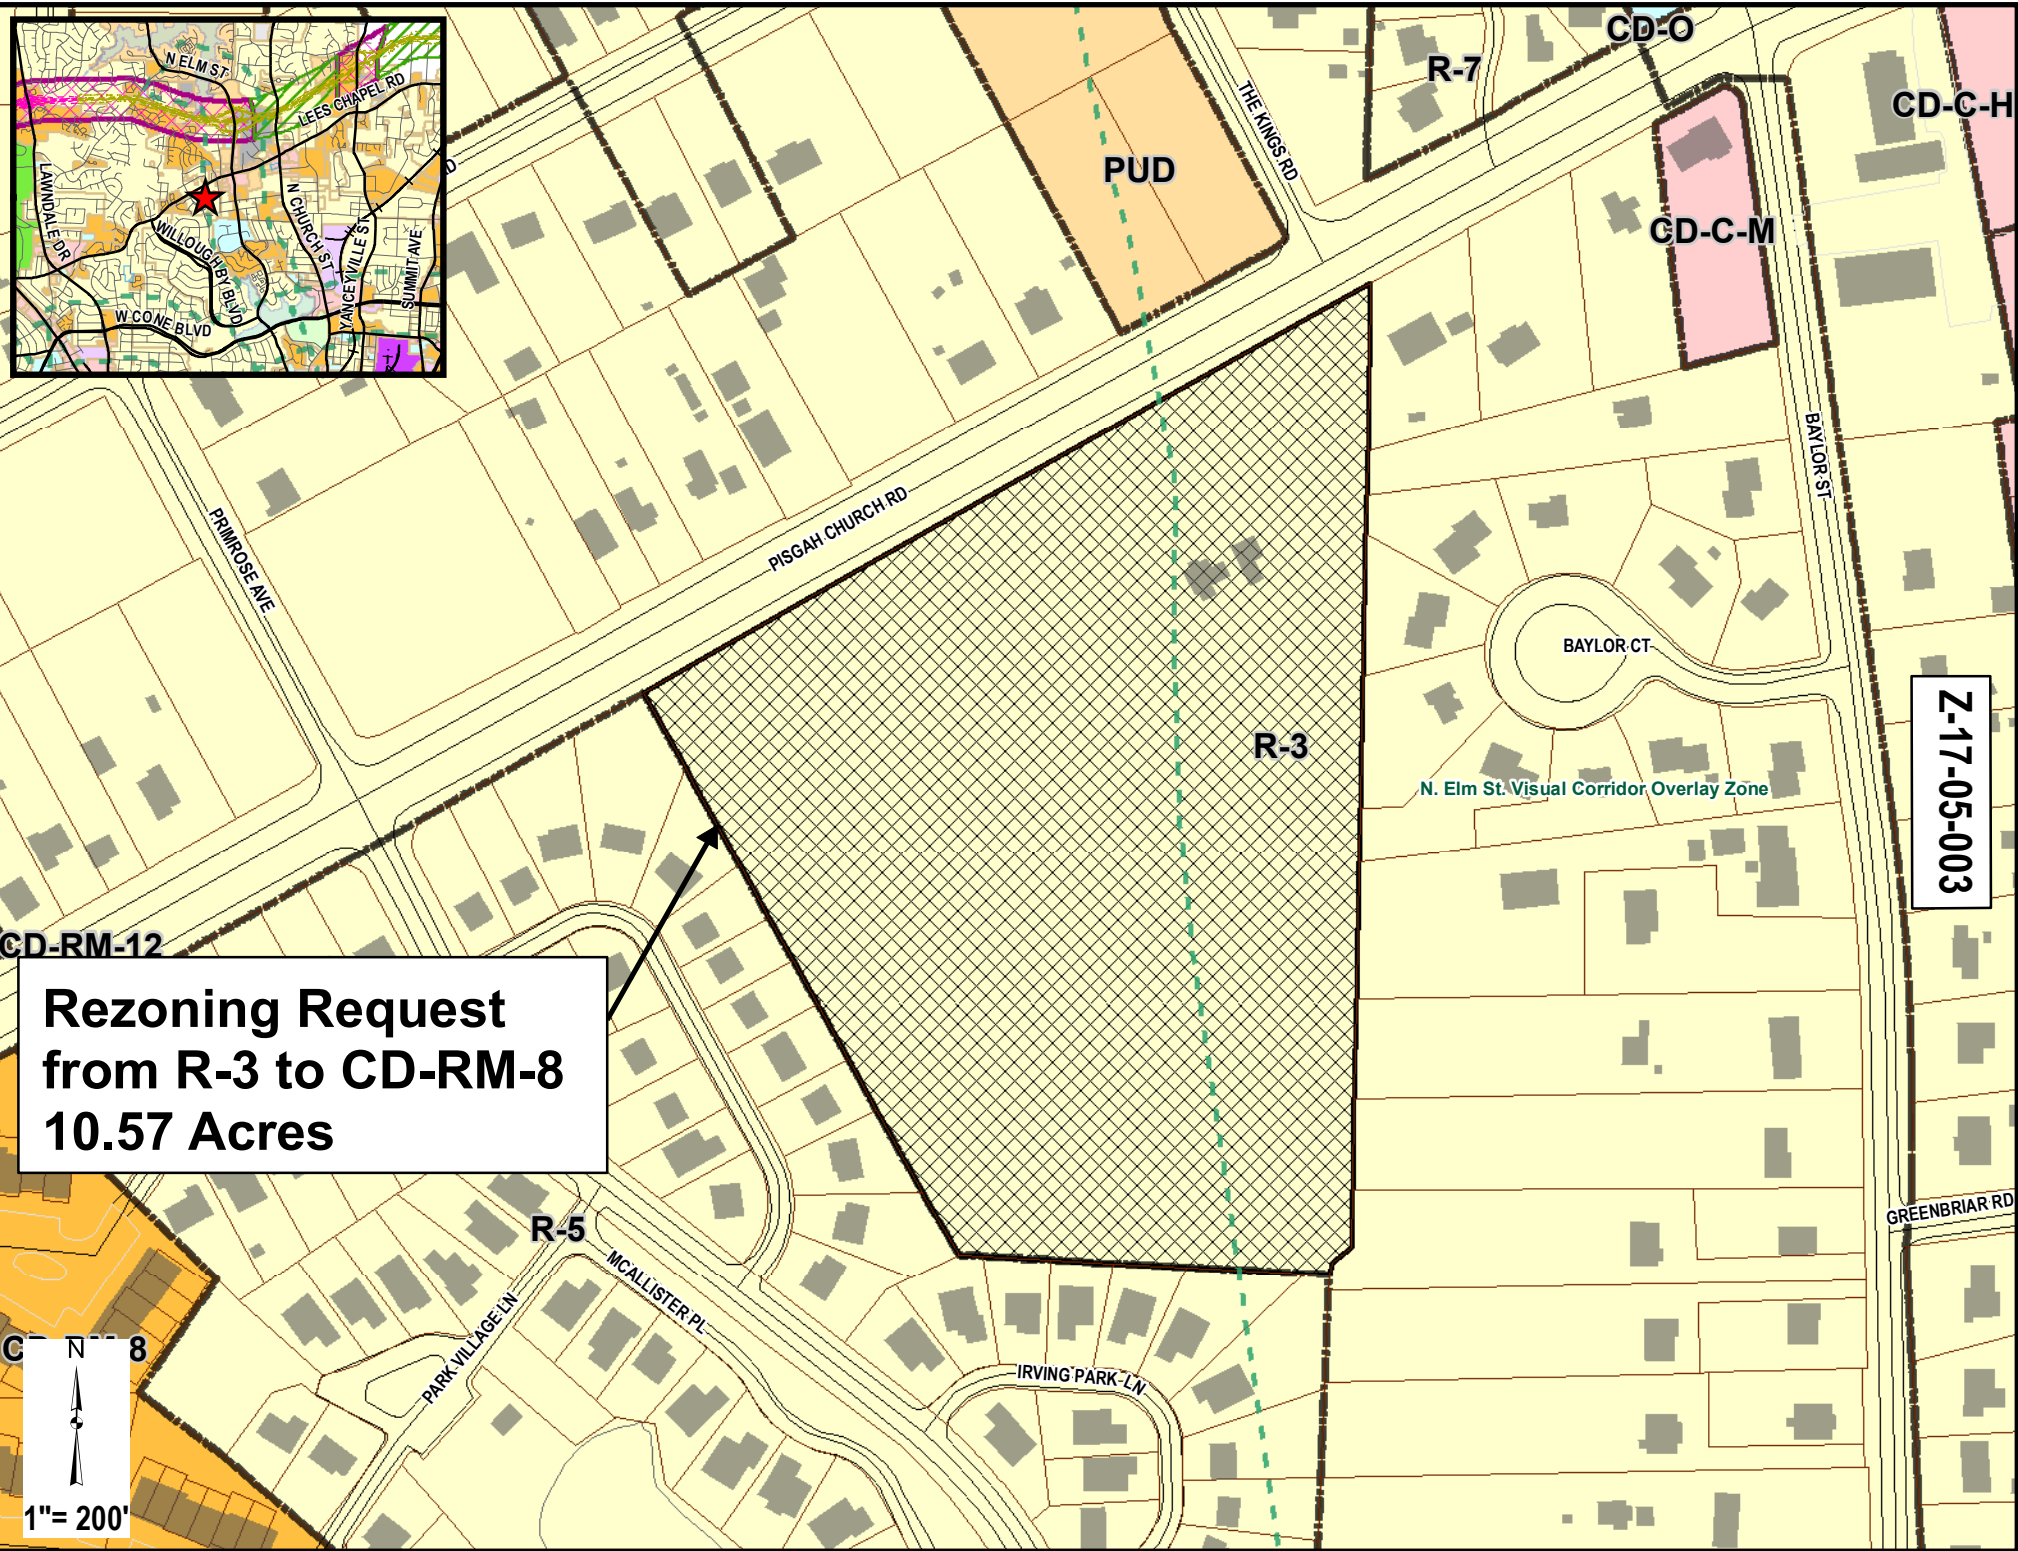 N ELM ST
LEES CHAPEL RD
LAWNDALE DR
N CHURCH ST
WILLOUGHBY BLVD
YANCEYVILLE ST
SUMMIT AVE
W CONE BLVD
CD-O
R-7
CD-C-H
THE KINGS RD
PUD
CD-C-M
BAYLOR ST
PRIMROSE AVE
PISGAH CHURCH RD
BAYLOR CT
R-3
N. Elm St. Visual Corridor Overlay Zone
Z-17-05-003
CD-RM-12
Rezoning Request
from R-3 to CD-RM-8
10.57 Acres
GREENBRIAR RD
R-5
MCALLISTER PL
PARK VILLAGE LN
IRVING PARK LN
N
1"= 200'